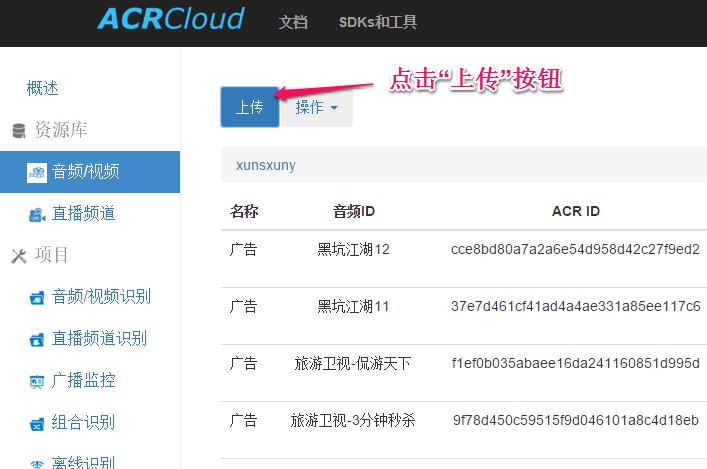 ACRCloud 文档 SDKs和工具
点击“上传”按钮
概述
上传 操作
资源库
音频/视频
xunsxuny
直播频道
名称 音频ID ACR ID
项目
广告 黑坑江湖12 cce8bd80a7a2a6e54d958d42c27f9ed2
音频/视频识别
广告 黑坑江湖11 37e7d461cf41ad4a4ae331a85ee117c6
直播频道识别
广告 旅游卫视-侃游天下 f1ef0b035abaee16da241160851d995d
广播监控
广告 旅游卫视-3分钟秒杀 9f78d450c59515f9d046101a8c4d18eb
组合识别
离线识别